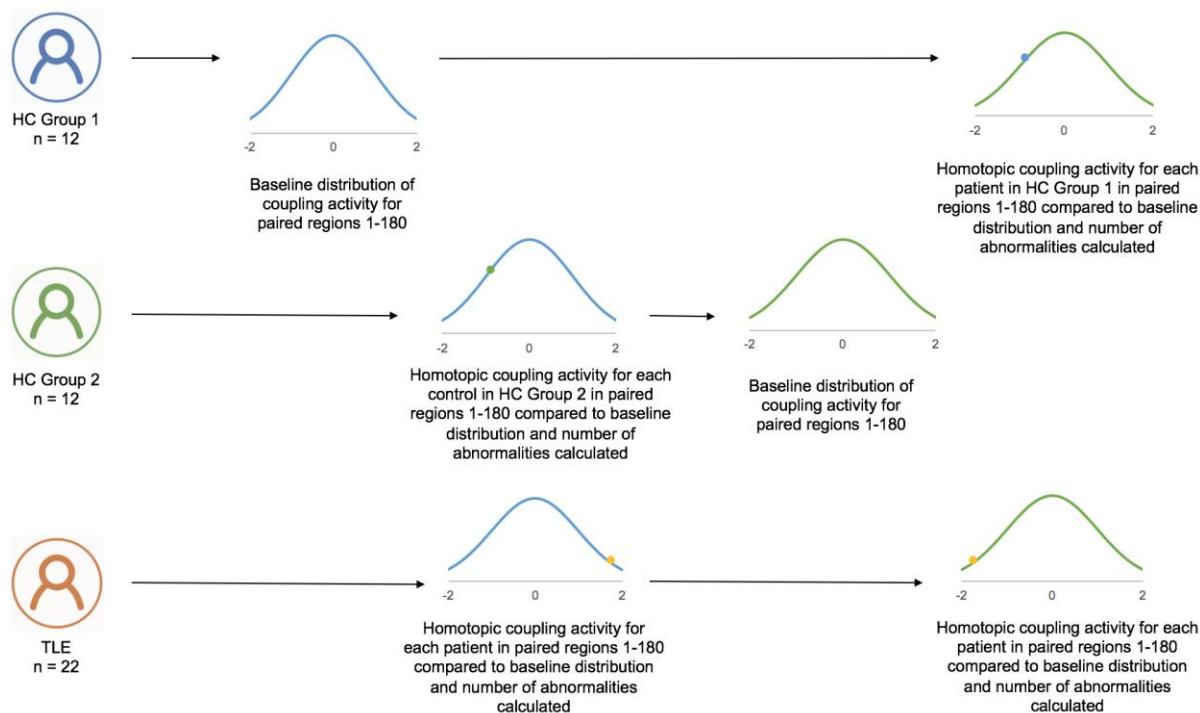 HC Group 1
n = 12
-2
0
2
Baseline distribution of
coupling activity for
paired regions 1-180
-2
0
2
Homotopic coupling activity for each
patient in HC Group 1 in paired
regions 1-180 compared to baseline
distribution and number of
abnormalities calculated
HC Group 2
n = 12
-2
0
2
Homotopic coupling activity for each
control in HC Group 2 in paired
regions 1-180 compared to baseline
distribution and number of
abnormalities calculated
-2
0
2
Baseline distribution of
coupling activity for
paired regions 1-180
TLE
n = 22
-2
0
2
Homotopic coupling activity for
each patient in paired regions 1-180
compared to baseline distribution
and number of abnormalities
calculated
-2
0
2
Homotopic coupling activity for each
patient in paired regions 1-180
compared to baseline distribution
and number of abnormalities
calculated